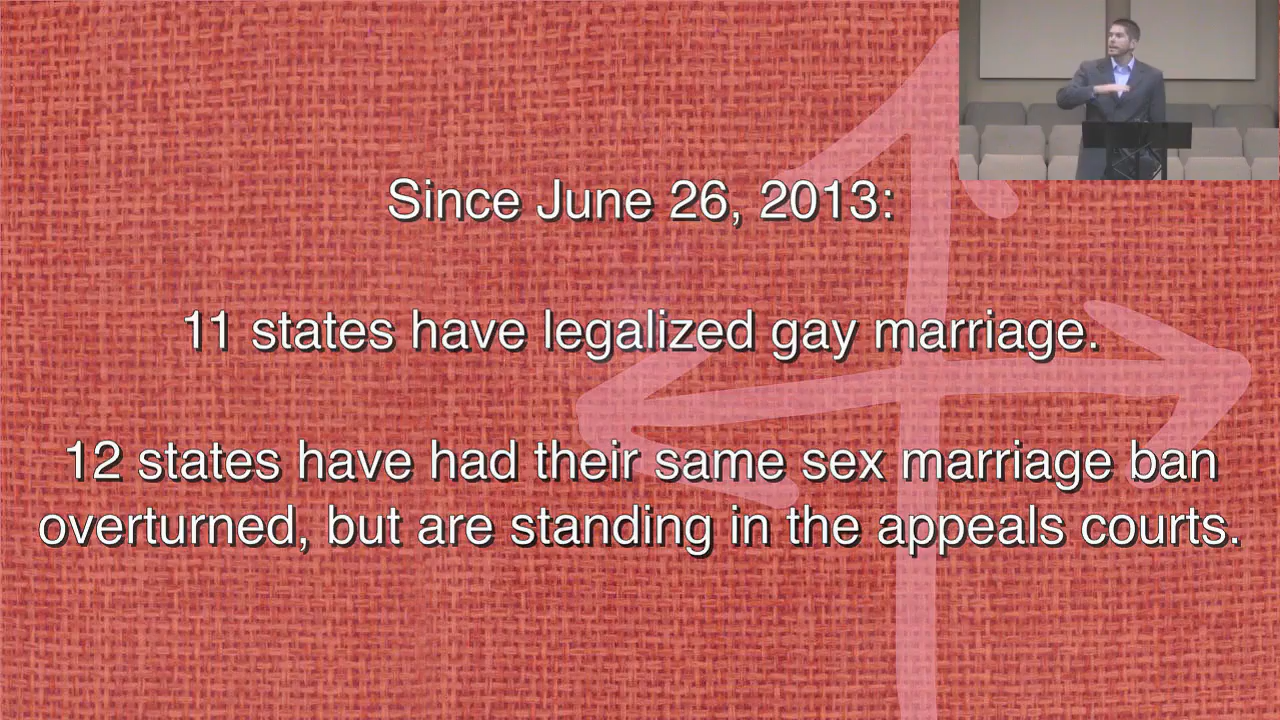 Since June 26, 2013:
11 states have legalized gay marriage.
12 states have had their same sex marriage ban
overturned, but are standing in the appeals courts.